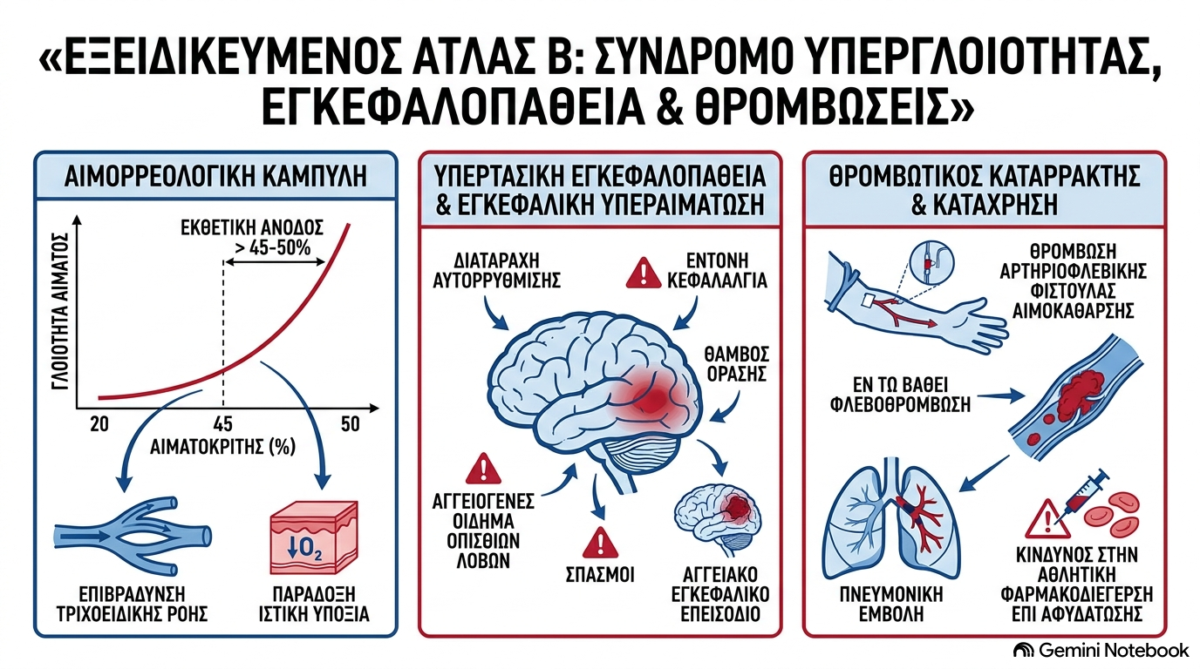 «ΕΞΕΙΔΙΚΕΥΜΕΝΟΣ ΑΤΛΑΣ Β: ΣΥΝΔΡΟΜΟ ΥΠΕΡΓΛΟΙΟΤΗΤΑΣ,
ΕΓΚΕΦΑΛΟΠΑΘΕΙΑ & ΘΡΟΜΒΩΣΕΙΣ»
ΑΙΜΟΡΡΕΟΛΟΓΙΚΗ ΚΑΜΠΥΛΗ
ΕΚΘΕΤΙΚΗ ΑΝΟΔΟΣ
> 45-50%
ΓΛΟΙΟΤΗΤΑ ΑΙΜΑΤΟΣ
20
45
50
ΑΙΜΑΤΟΚΡΙΤΗΣ (%)
↓O₂
ΕΠΙΒΡΑΔΥΝΣΗ
ΤΡΙΧΟΕΙΔΙΚΗΣ ΡΟΗΣ
ΠΑΡΑΔΟΞΗ
ΙΣΤΙΚΗ ΥΠΟΞΙΑ
ΥΠΕΡΤΑΣΙΚΗ ΕΓΚΕΦΑΛΟΠΑΘΕΙΑ
& ΕΓΚΕΦΑΛΙΚΗ ΥΠΕΡΑΙΜΑΤΩΣΗ
ΔΙΑΤΑΡΑΧΗ
ΑΥΤΟΡΡΥΘΜΙΣΗΣ
ΕΝΤΟΝΗ
ΚΕΦΑΛΑΛΓΙΑ
ΘΑΜΒΟΣ
ΟΡΑΣΗΣ
ΑΓΓΕΙΟΓΕΝΕΣ
ΟΙΔΗΜΑ
ΟΠΙΣΘΙΩΝ
ΛΟΒΩΝ
ΣΠΑΣΜΟΙ
ΑΓΓΕΙΑΚΟ
ΕΓΚΕΦΑΛΙΚΟ
ΕΠΕΙΣΟΔΙΟ
ΘΡΟΜΒΩΤΙΚΟΣ ΚΑΤΑΡΡΑΚΤΗΣ
& ΚΑΤΑΧΡΗΣΗ
ΘΡΟΜΒΩΣΗ
ΑΡΤΗΡΙΟΦΛΕΒΙΚΗΣ
ΦΙΣΤΟΥΛΑΣ
ΑΙΜΟΚΑΘΑΡΣΗΣ
ΕΝ ΤΩ ΒΑΘΕΙ
ΦΛΕΒΟΘΡΟΜΒΩΣΗ
ΠΝΕΥΜΟΝΙΚΗ
ΕΜΒΟΛΗ
ΚΙΝΔΥΝΟΣ ΣΤΗΝ
ΑΘΛΗΤΙΚΗ
ΦΑΡΜΑΚΟΔΙΕΓΕΡΣΗ
ΕΠΙ ΑΦΥΔΑΤΩΣΗΣ
Gemini Notebook